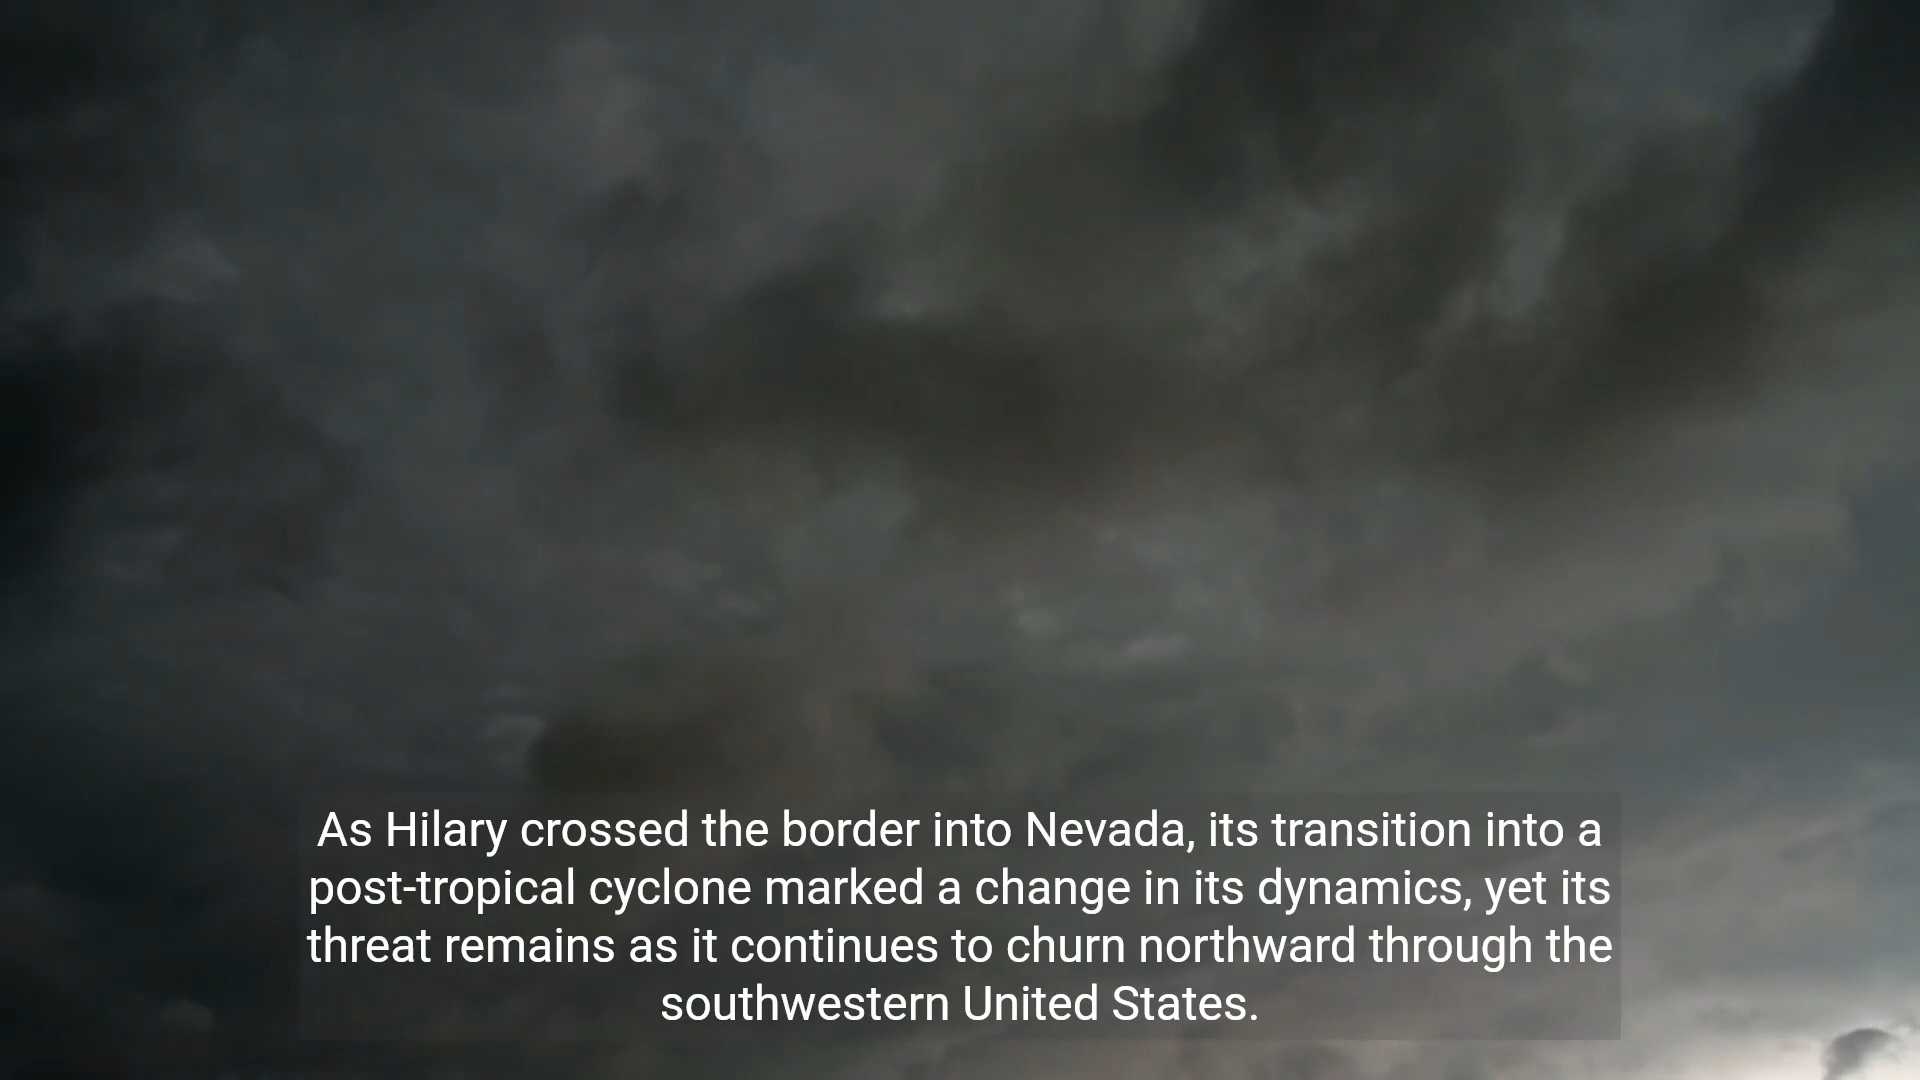 As Hilary crossed the border into Nevada, its transition into a
post-tropical cyclone marked a change in its dynamics, yet its
threat remains as it continues to churn northward through the
southwestern United States.